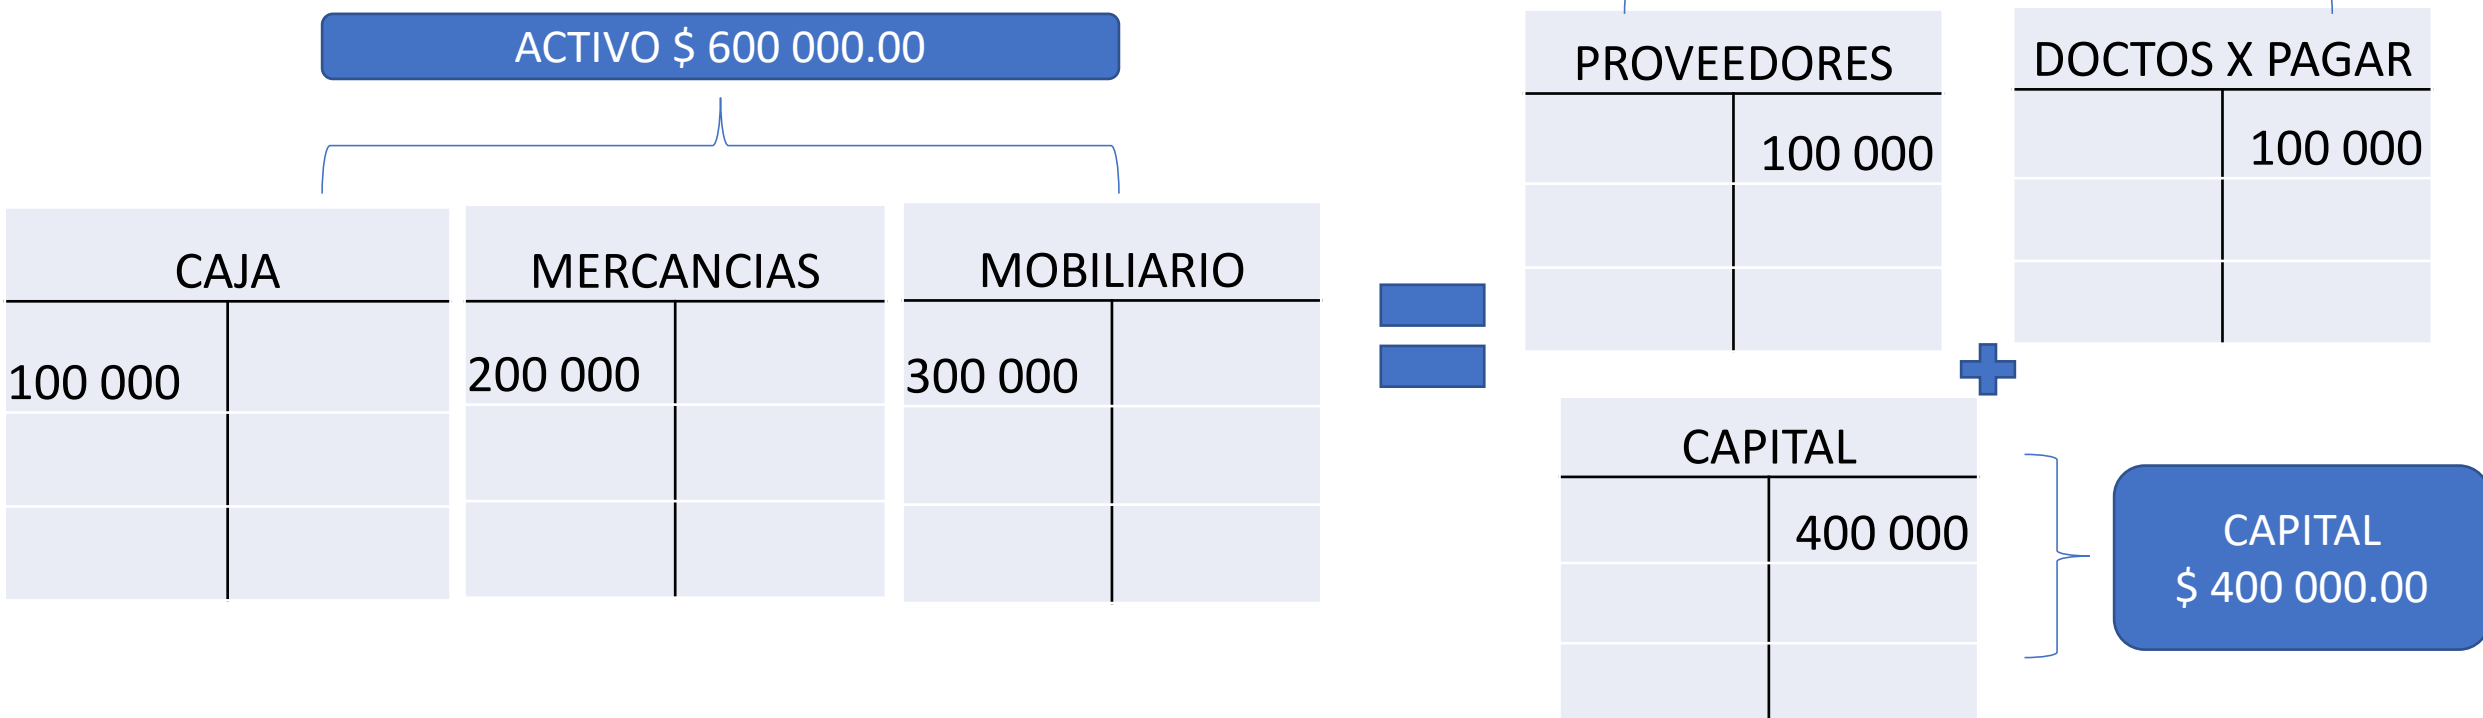 ACTIVO $ 600 000.00
CAJA
100 000
MERCANCIAS
200 000
MOBILIARIO
300 000
PROVEEDORES
100 000
DOCTOS X PAGAR
100 000
CAPITAL
400 000
CAPITAL
$ 400 000.00